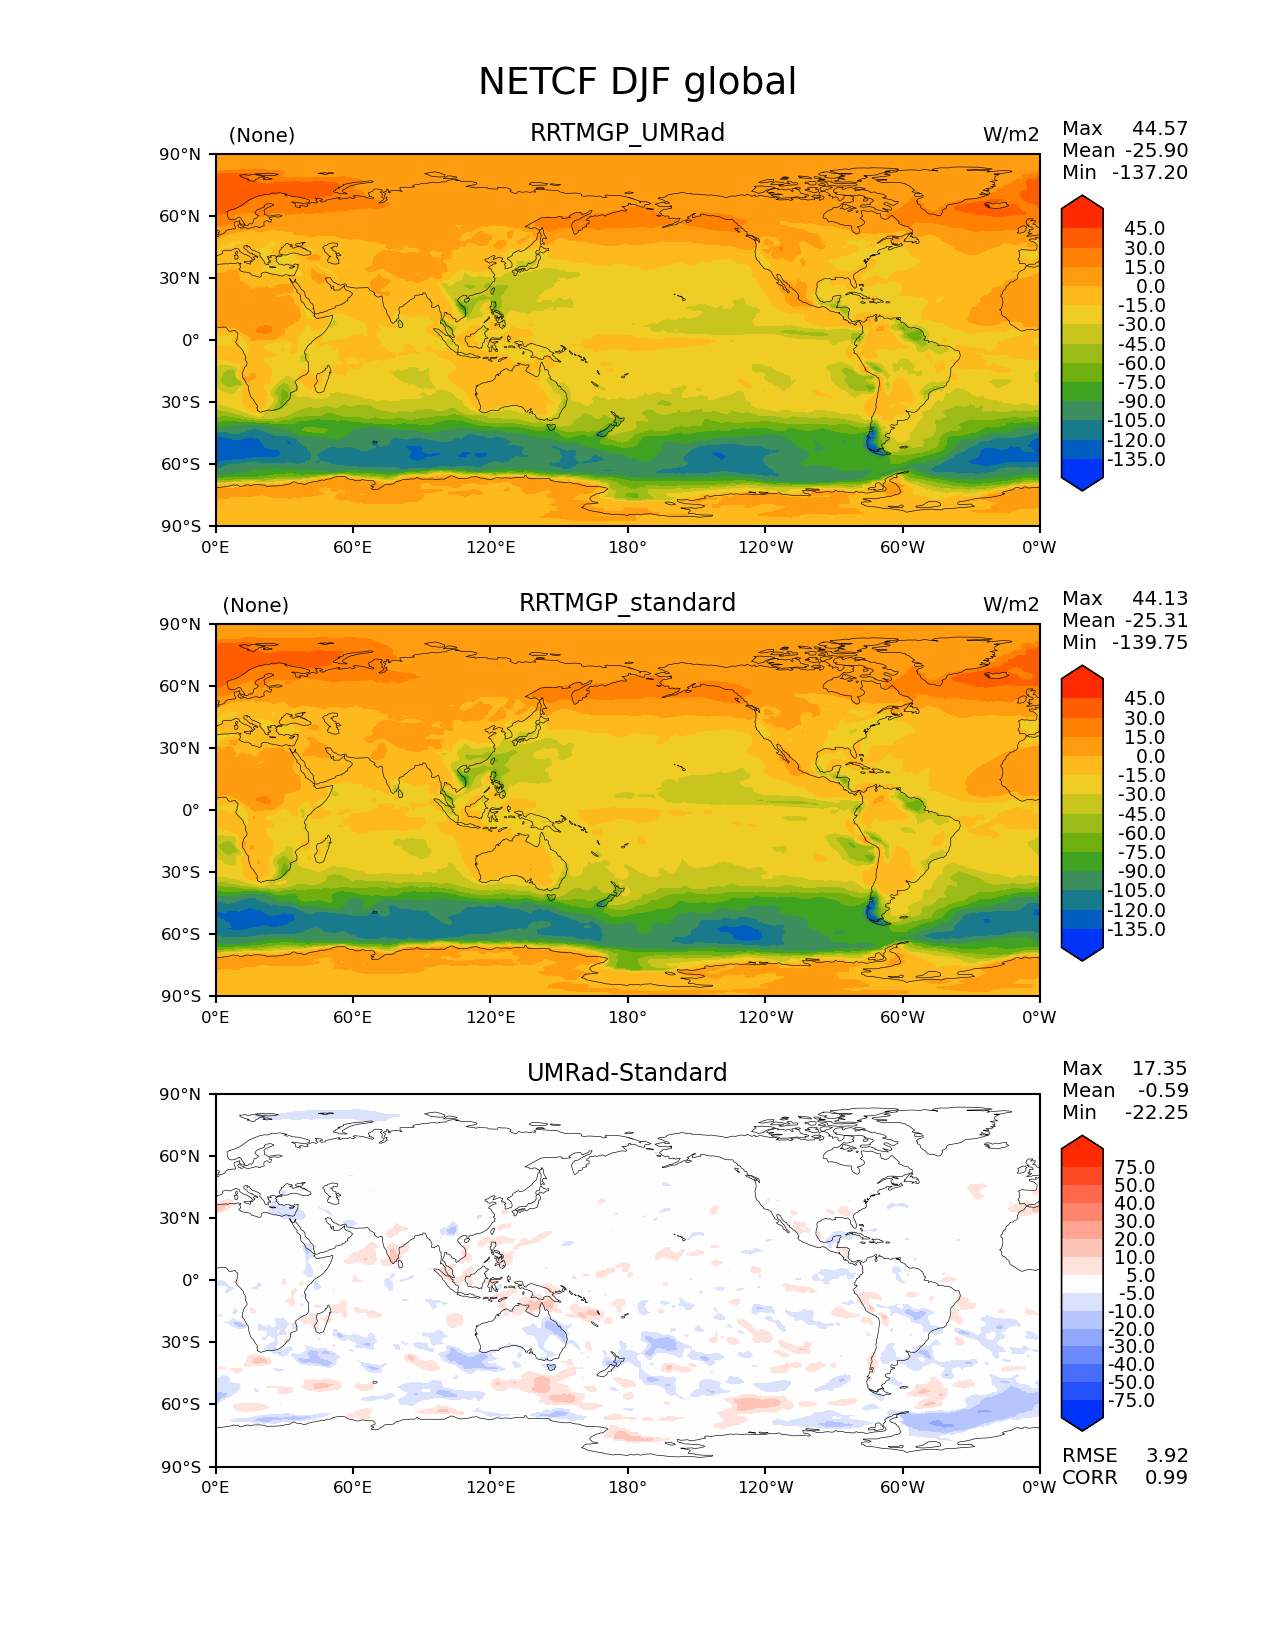 NETCF DJF global
(None) RRTMGP_UMRad W/m2
Max 44.57
Mean -25.90
Min -137.20
90°N
60°N
30°N
0°
30°S
60°S
90°S
0°E 60°E 120°E 180° 120°W 60°W 0°W
45.0
30.0
15.0
0.0
-15.0
-30.0
-45.0
-60.0
-75.0
-90.0
-105.0
-120.0
-135.0
(None) RRTMGP_standard W/m2
Max 44.13
Mean -25.31
Min -139.75
90°N
60°N
30°N
0°
30°S
60°S
90°S
0°E 60°E 120°E 180° 120°W 60°W 0°W
45.0
30.0
15.0
0.0
-15.0
-30.0
-45.0
-60.0
-75.0
-90.0
-105.0
-120.0
-135.0
UMRad-Standard
Max 17.35
Mean -0.59
Min -22.25
90°N
60°N
30°N
0°
30°S
60°S
90°S
0°E 60°E 120°E 180° 120°W 60°W 0°W
75.0
50.0
40.0
30.0
20.0
10.0
5.0
-5.0
-10.0
-20.0
-30.0
-40.0
-50.0
-75.0
RMSE 3.92
CORR 0.99